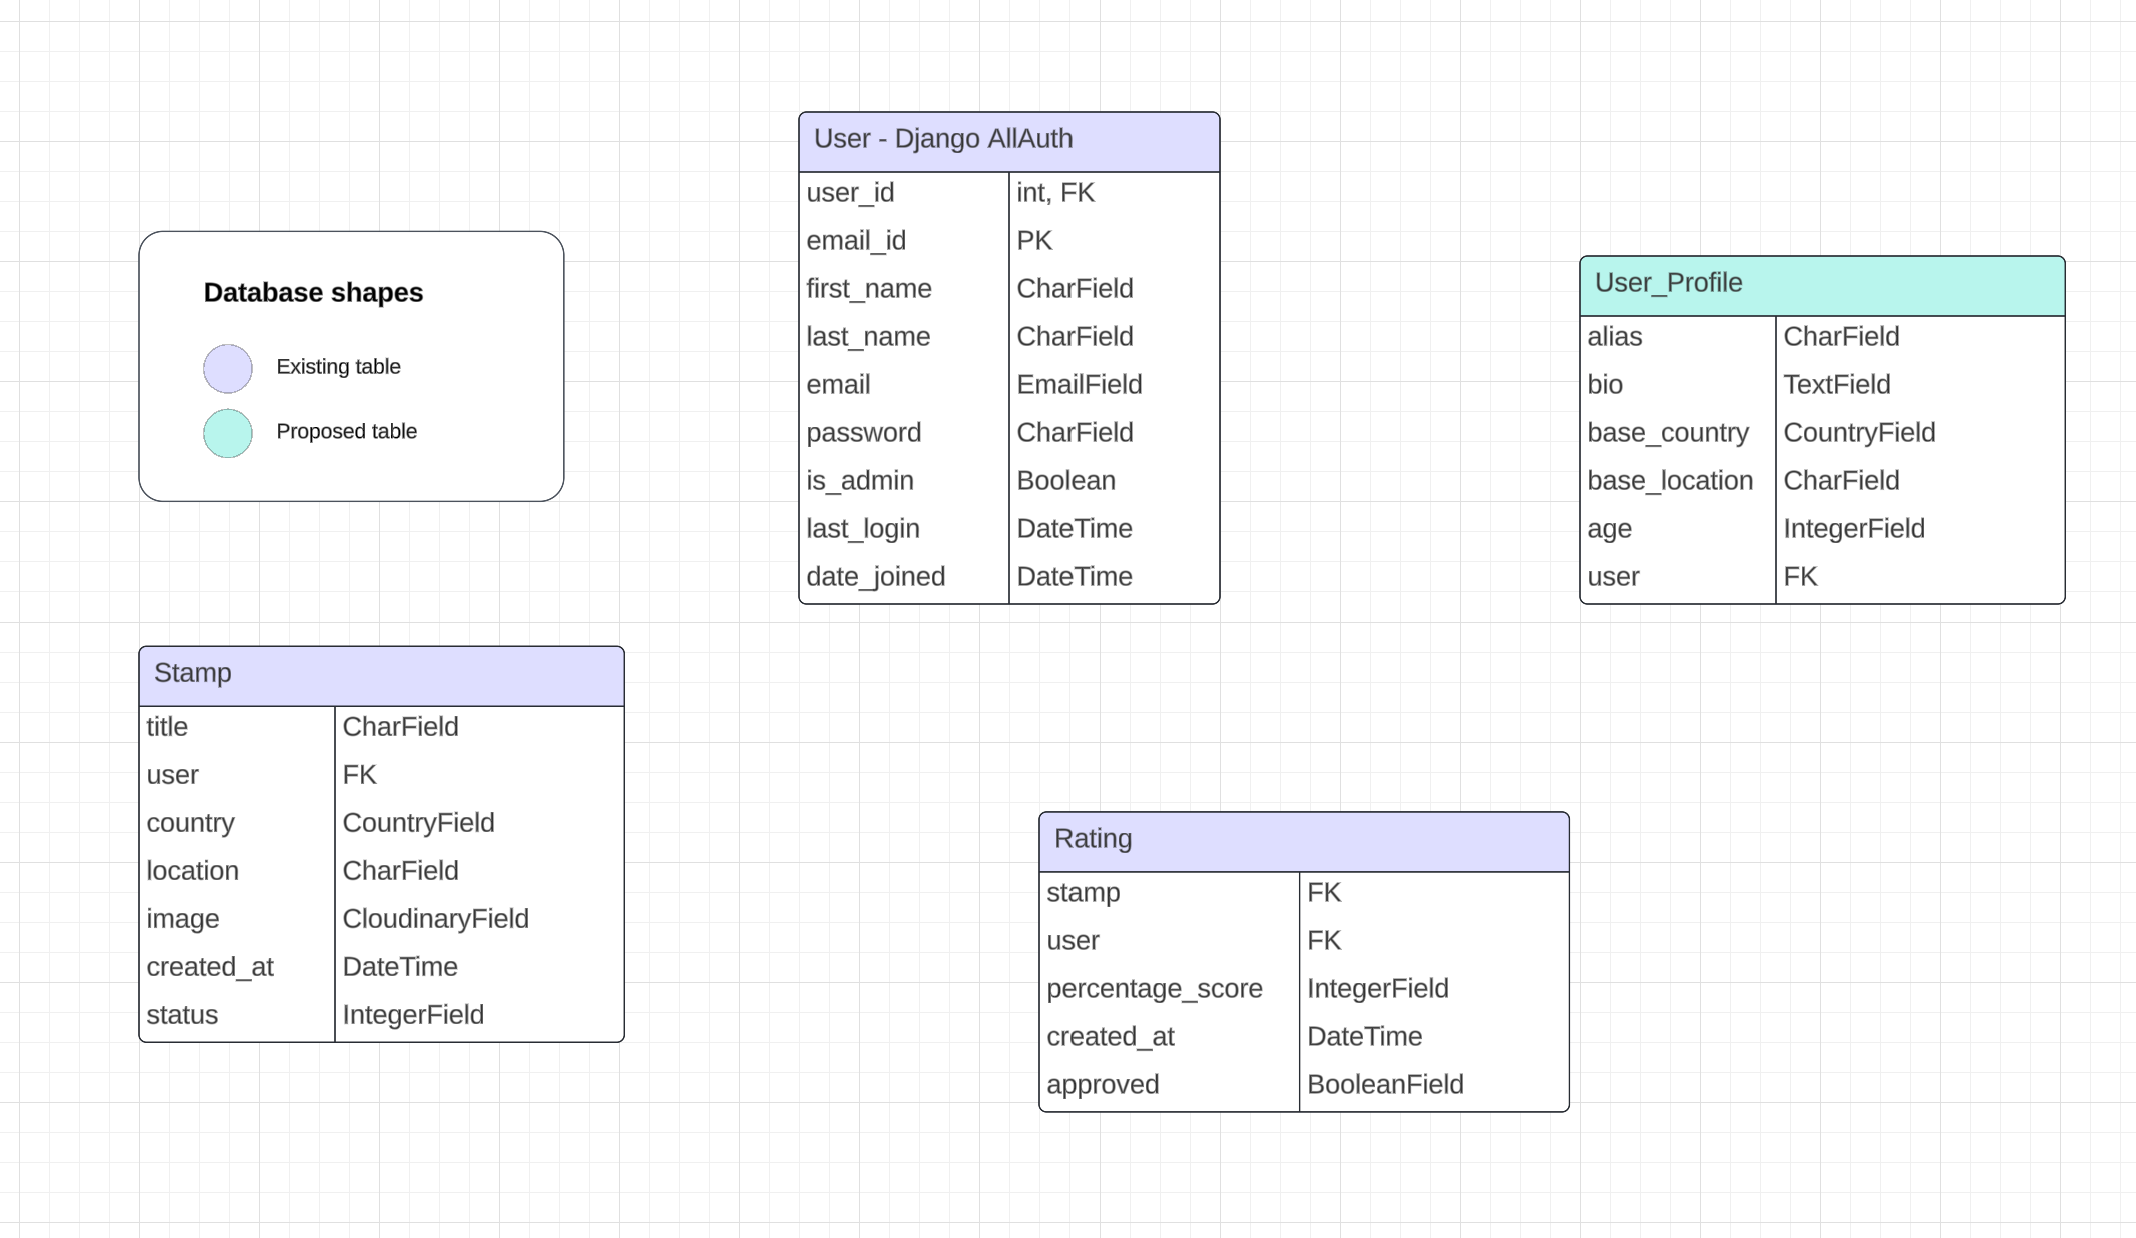 Database shapes
Existing table
Proposed table
User - Django AllAuth
user_id int, FK
email_id PK
first_name CharField
last_name CharField
email EmailField
password CharField
is_admin Boolean
last_login DateTime
date_joined DateTime
User_Profile
alias CharField
bio TextField
base_country CountryField
base_location CharField
age IntegerField
user FK
Stamp
title CharField
user FK
country CountryField
location CharField
image CloudinaryField
created_at DateTime
status IntegerField
Rating
stamp FK
user FK
percentage_score IntegerField
created_at DateTime
approved BooleanField